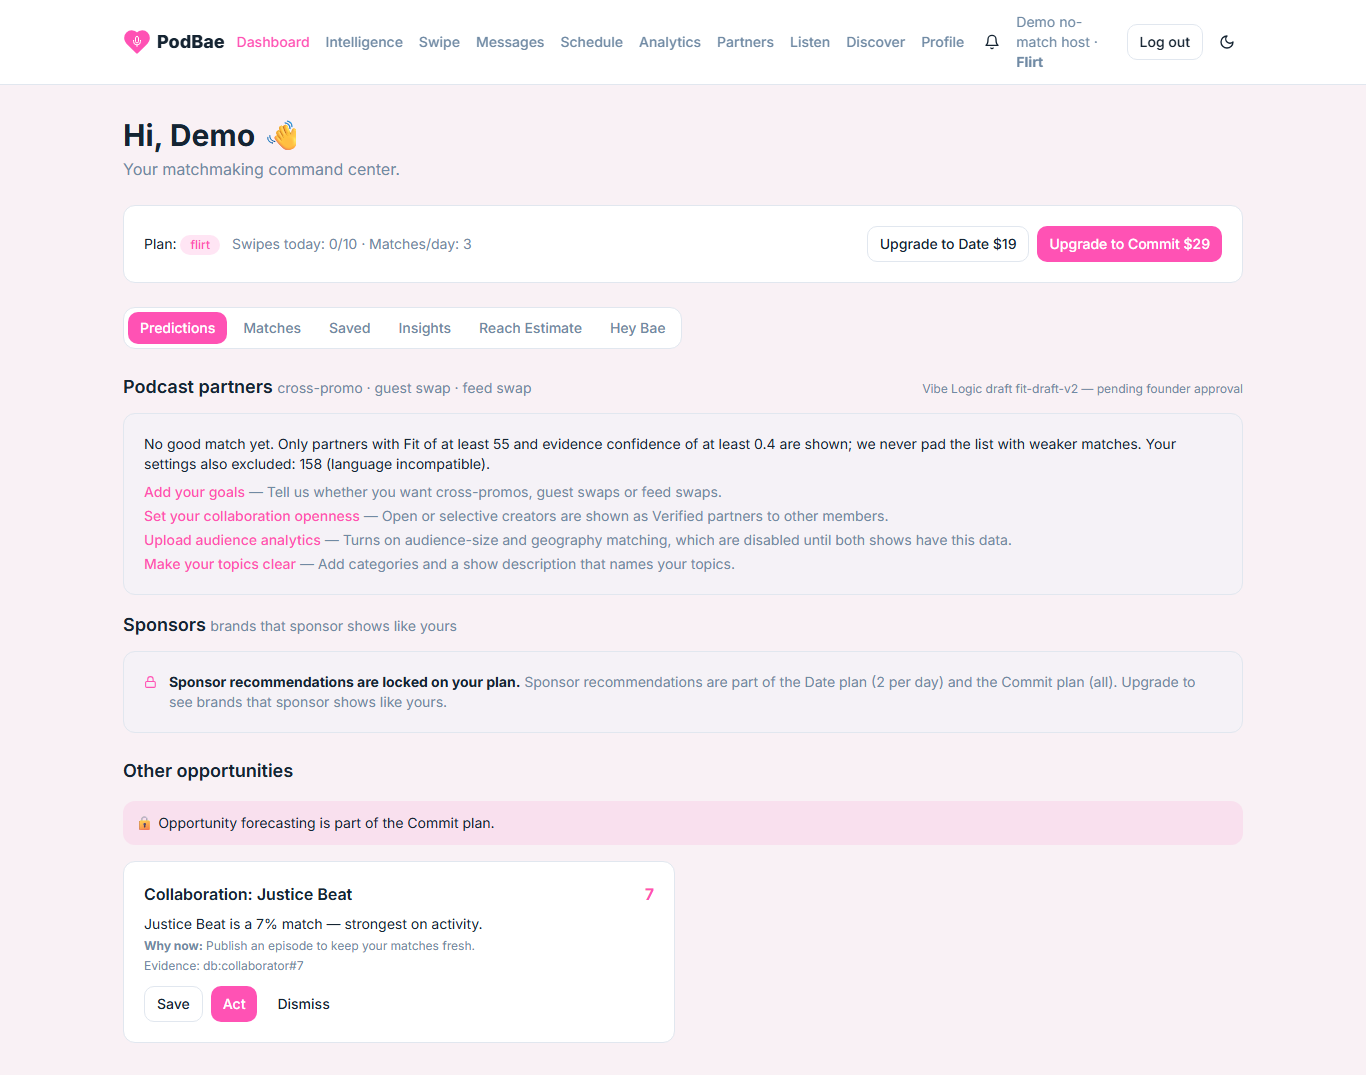 PodBae
Dashboard
Intelligence
Swipe
Messages
Schedule
Analytics
Partners
Listen
Discover
Profile
Demo no-
match host ·
Flirt
Log out
Hi, Demo 👋
Your matchmaking command center.
Plan: flirt Swipes today: 0/10 · Matches/day: 3
Upgrade to Date $19
Upgrade to Commit $29
Predictions
Matches
Saved
Insights
Reach Estimate
Hey Bae
Podcast partners cross-promo · guest swap · feed swap
Vibe Logic draft fit-draft-v2 — pending founder approval
No good match yet. Only partners with Fit of at least 55 and evidence confidence of at least 0.4 are shown; we never pad the list with weaker matches. Your
settings also excluded: 158 (language incompatible).
Add your goals — Tell us whether you want cross-promos, guest swaps or feed swaps.
Set your collaboration openness — Open or selective creators are shown as Verified partners to other members.
Upload audience analytics — Turns on audience-size and geography matching, which are disabled until both shows have this data.
Make your topics clear — Add categories and a show description that names your topics.
Sponsors brands that sponsor shows like yours
Sponsor recommendations are locked on your plan. Sponsor recommendations are part of the Date plan (2 per day) and the Commit plan (all). Upgrade to
see brands that sponsor shows like yours.
Other opportunities
🔒 Opportunity forecasting is part of the Commit plan.
Collaboration: Justice Beat
7
Justice Beat is a 7% match — strongest on activity.
Why now: Publish an episode to keep your matches fresh.
Evidence: db:collaborator#7
Save
Act
Dismiss